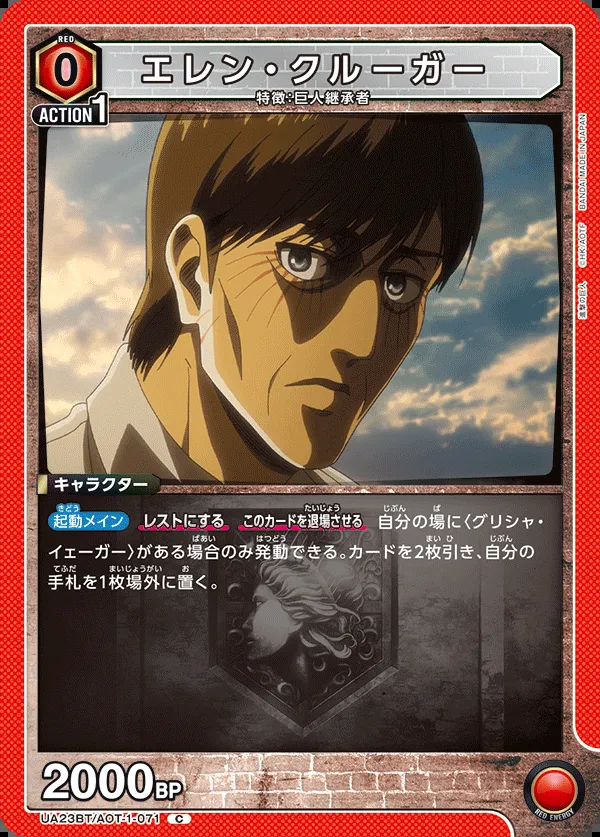 RED
0
エレン・クルーガー
特徴：巨人継承者
ACTION 1
進撃の巨人 ©HK/AOTF BANDAI MADE IN JAPAN
キャラクター
起動メイン レストにする このカードを退場させる 自分の場に〈グリシャ・
イェーガー〉がある場合のみ発動できる。カードを2枚引き、自分の
手札を1枚場外に置く。
2000BP
UA23BT/AOT-1-071 C
RED ENERGY